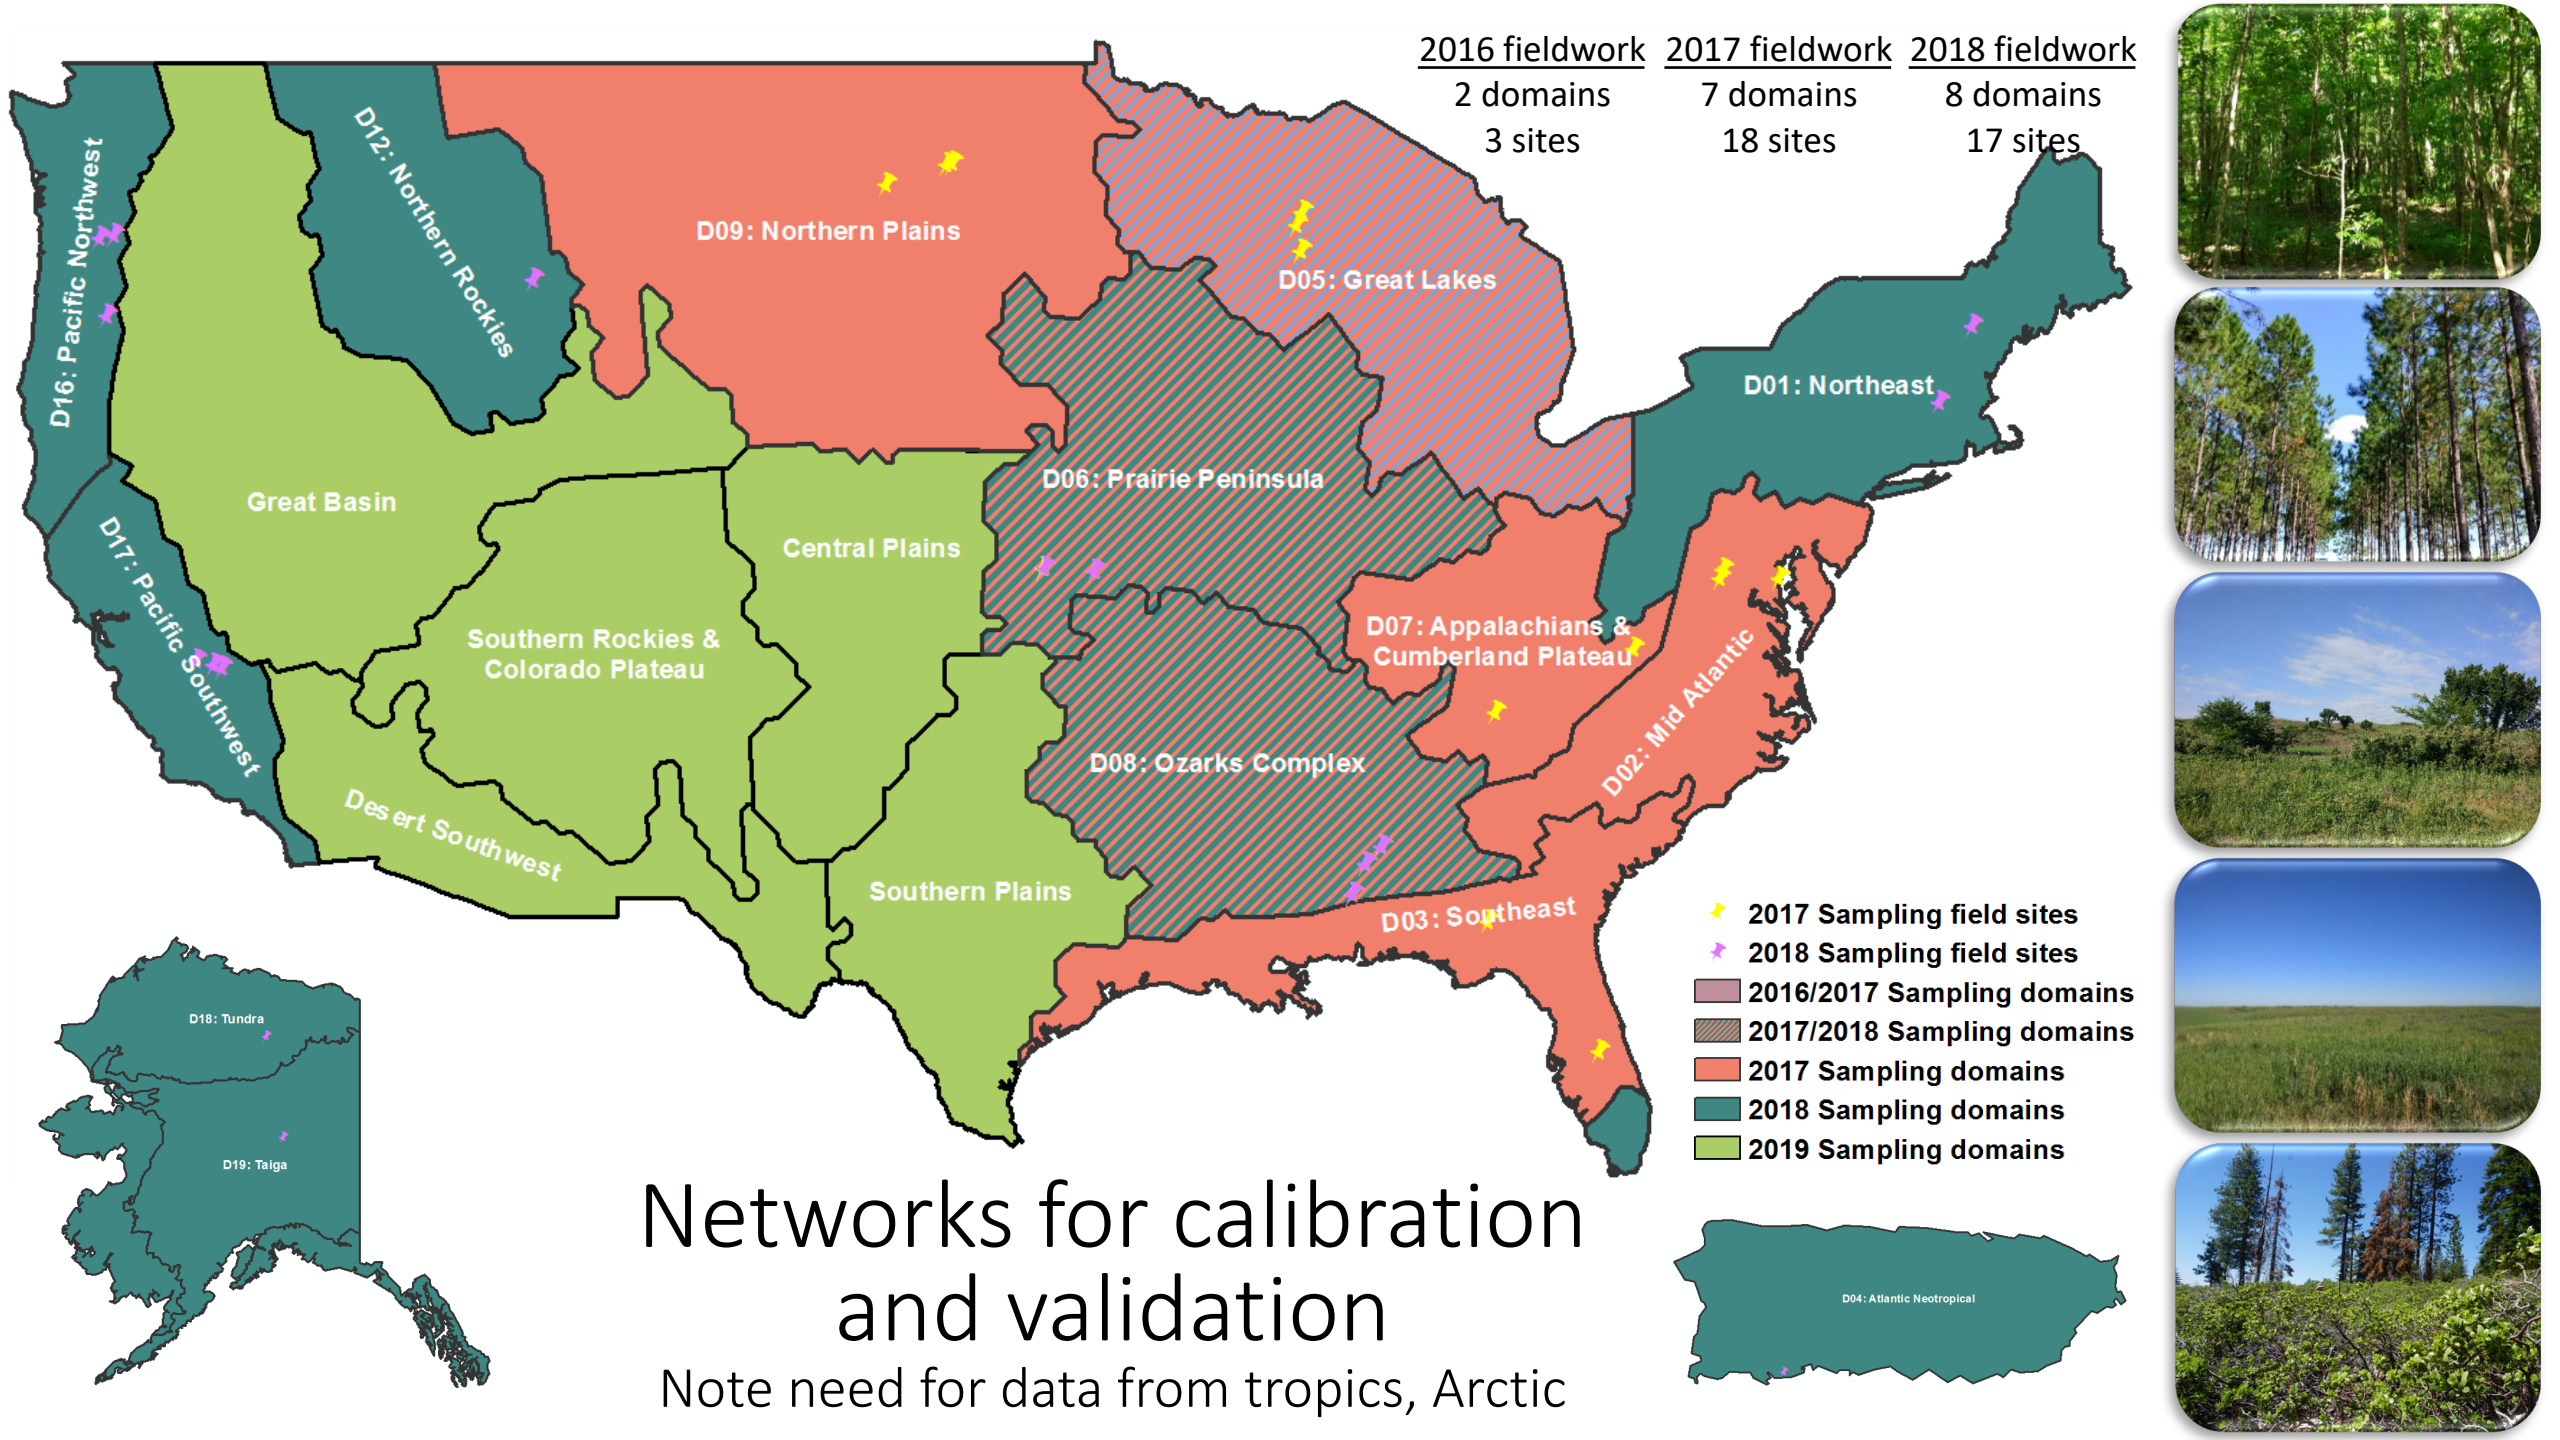 2016 fieldwork
2 domains
3 sites
2017 fieldwork
7 domains
18 sites
2018 fieldwork
8 domains
17 sites
D16: Pacific Northwest
D12: Northern Rockies
D09: Northern Plains
D05: Great Lakes
D01: Northeast
Great Basin
D06: Prairie Peninsula
Central Plains
D17: Pacific Southwest
Southern Rockies &
Colorado Plateau
D07: Appalachians &
Cumberland Plateau
D02: Mid Atlantic
D08: Ozarks Complex
Desert Southwest
Southern Plains
D03: Southeast
2017 Sampling field sites
2018 Sampling field sites
2016/2017 Sampling domains
2017/2018 Sampling domains
2017 Sampling domains
2018 Sampling domains
2019 Sampling domains
D18: Tundra
D19: Taiga
D04: Atlantic Neotropical
Networks for calibration
and validation
Note need for data from tropics, Arctic